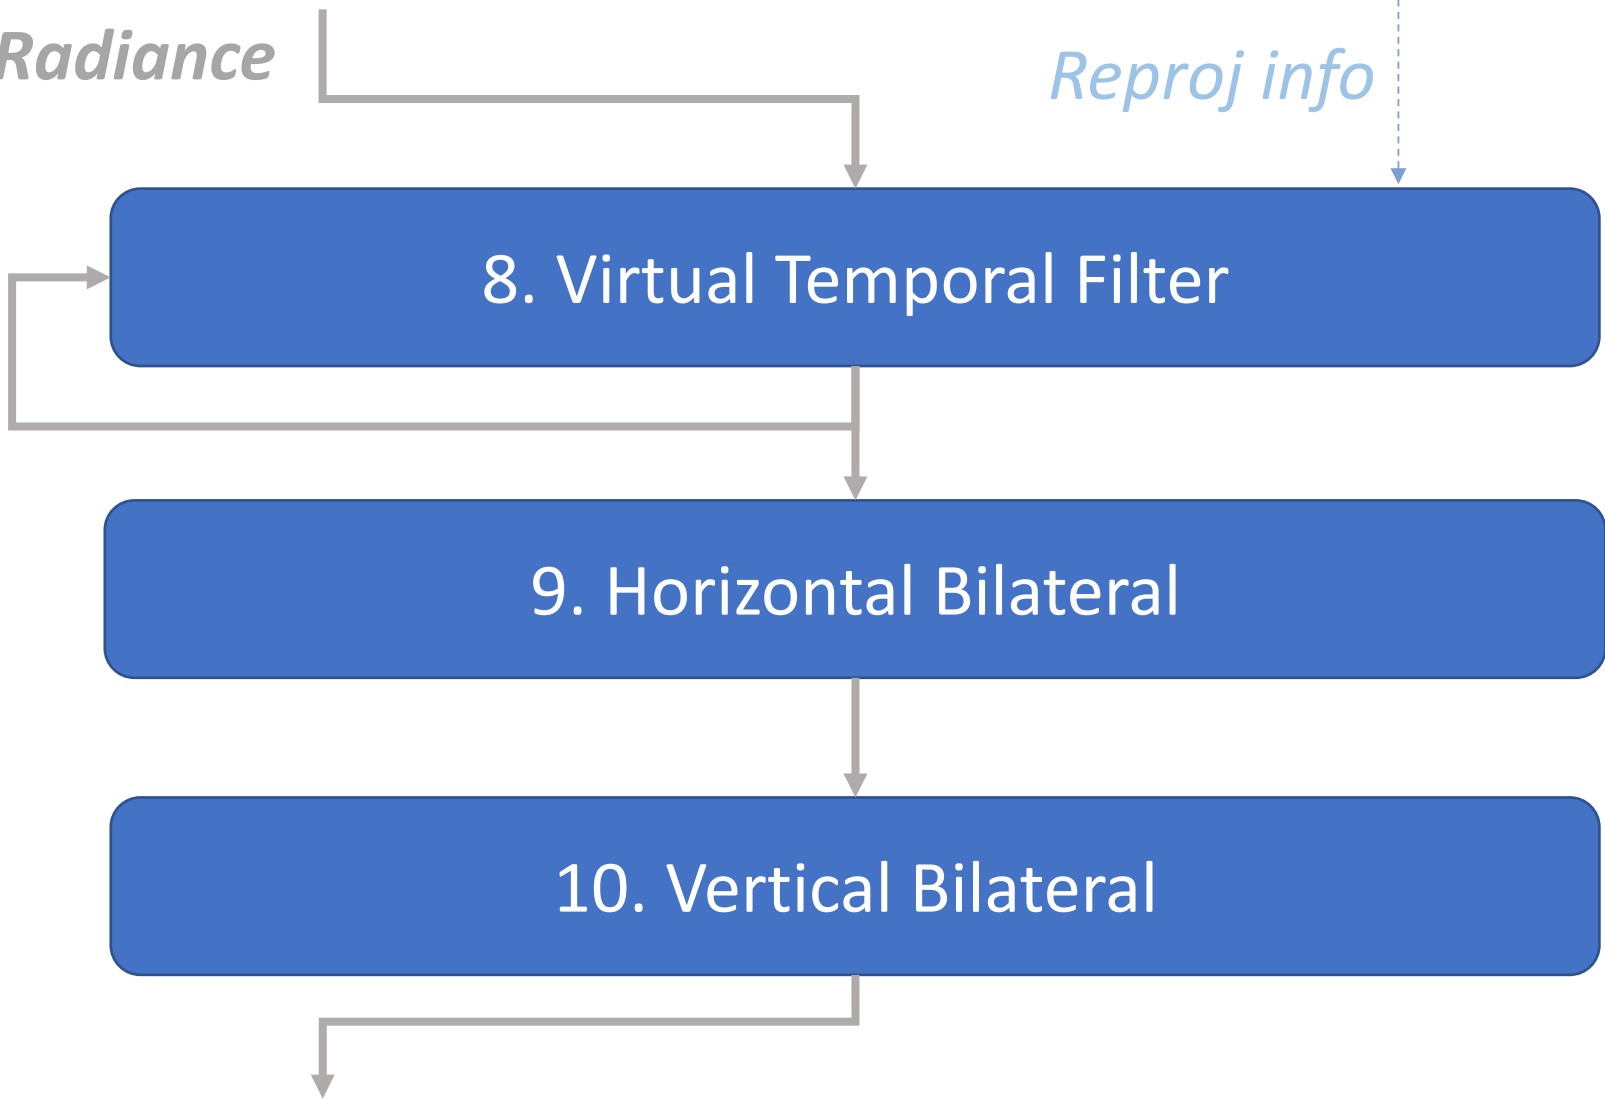 Radiance
Reproj info
8. Virtual Temporal Filter
9. Horizontal Bilateral
10. Vertical Bilateral